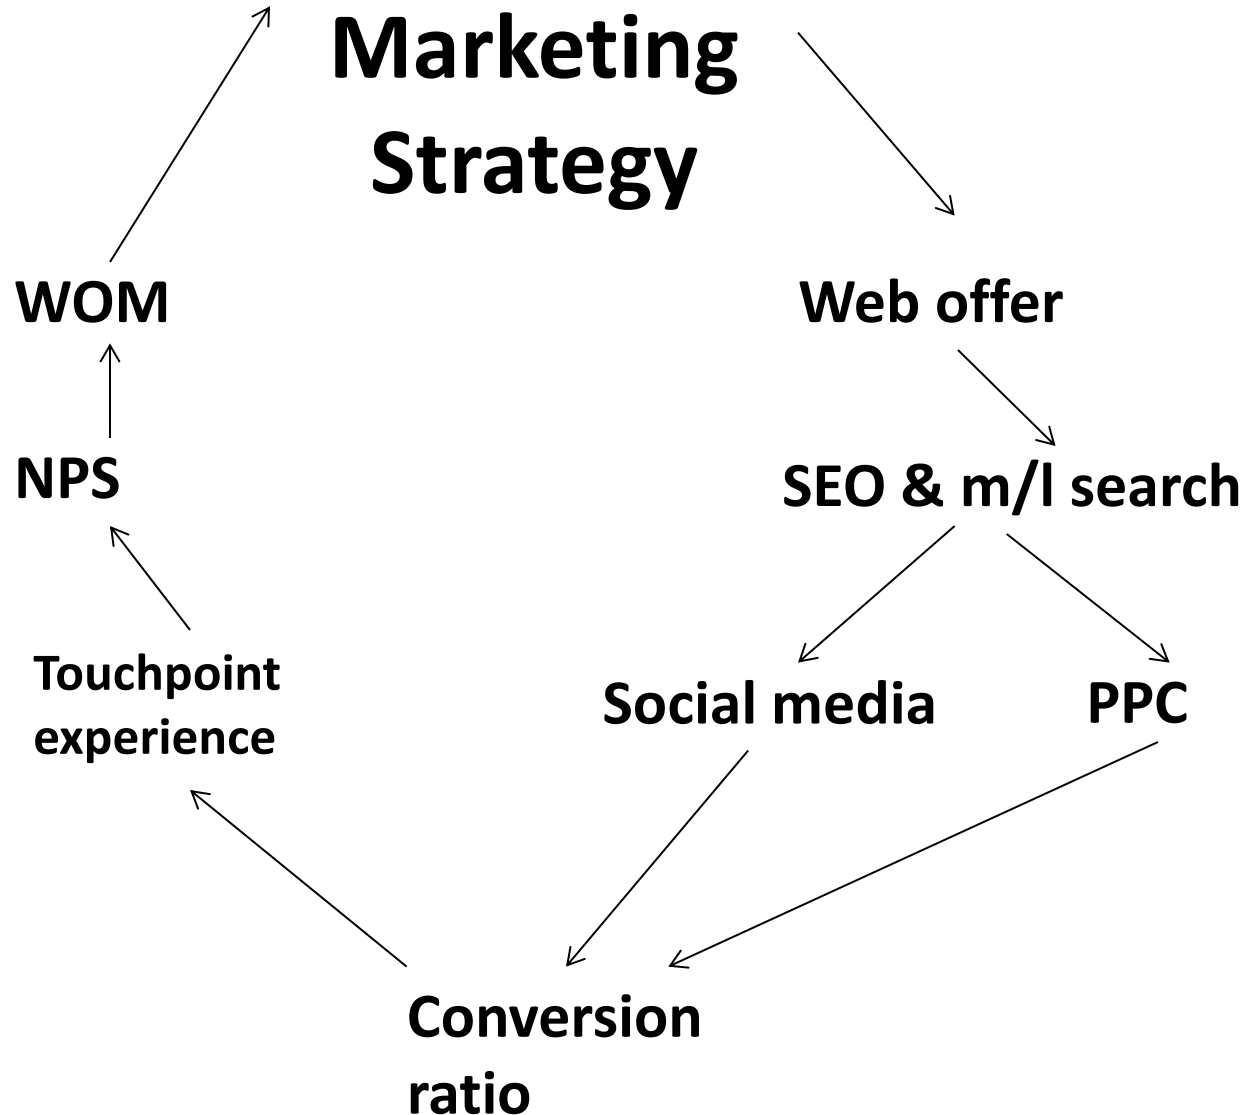 Marketing
Strategy
WOM
Web offer
NPS
SEO & m/l search
Touchpoint
experience
Social media
PPC
Conversion
ratio